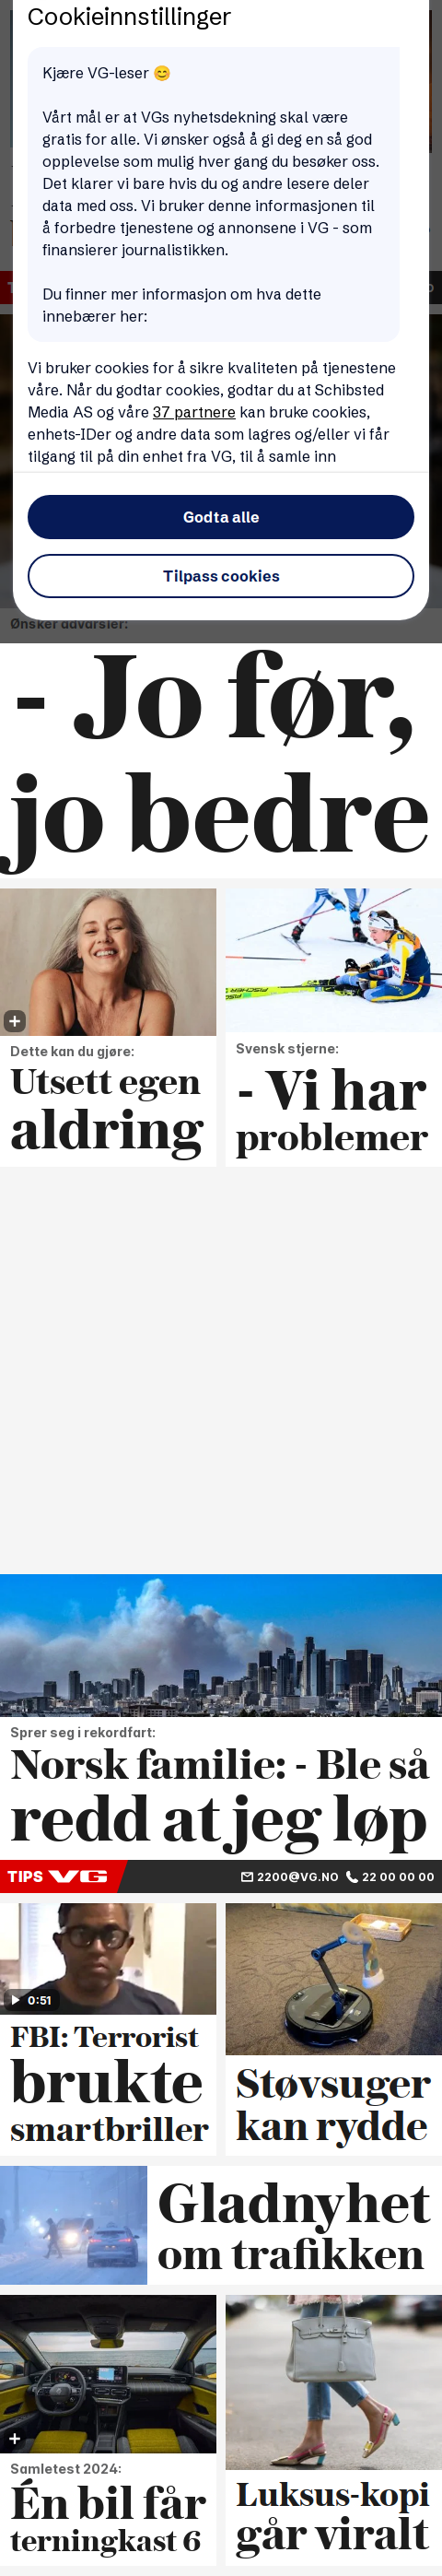 Cookieinnstillinger
Kjære VG-leser 😊
Vårt mål er at VGs nyhetsdekning skal være
gratis for alle. Vi ønsker også å gi deg en så god
opplevelse som mulig hver gang du besøker oss.
Det klarer vi bare hvis du og andre lesere deler
data med oss. Vi bruker denne informasjonen til
å forbedre tjenestene og annonsene i VG - som
finansierer journalistikken.
Du finner mer informasjon om hva dette
innebærer her:
Vi bruker cookies for å sikre kvaliteten på tjenestene
våre. Når du godtar cookies, godtar du at Schibsted
Media AS og våre 37 partnere kan bruke cookies,
enhets-IDer og andre data som lagres og/eller vi får
tilgang til på din enhet fra VG, til å samle inn
Godta alle
Tilpass cookies
Ønsker advarsler:
- Jo før,
jo bedre
Dette kan du gjøre:
Utsett egen
aldring
Svensk stjerne:
- Vi har
problemer
FISCHER
Sprer seg i rekordfart:
Norsk familie: - Ble så
redd at jeg løp
TIPS VG 2200@VG.NO 22 00 00 00
0:51
FBI: Terrorist
brukte
smartbriller
Støvsuger
kan rydde
Gladnyhet
om trafikken
Samletest 2024:
Én bil får
terningkast 6
Luksus-kopi
går viralt